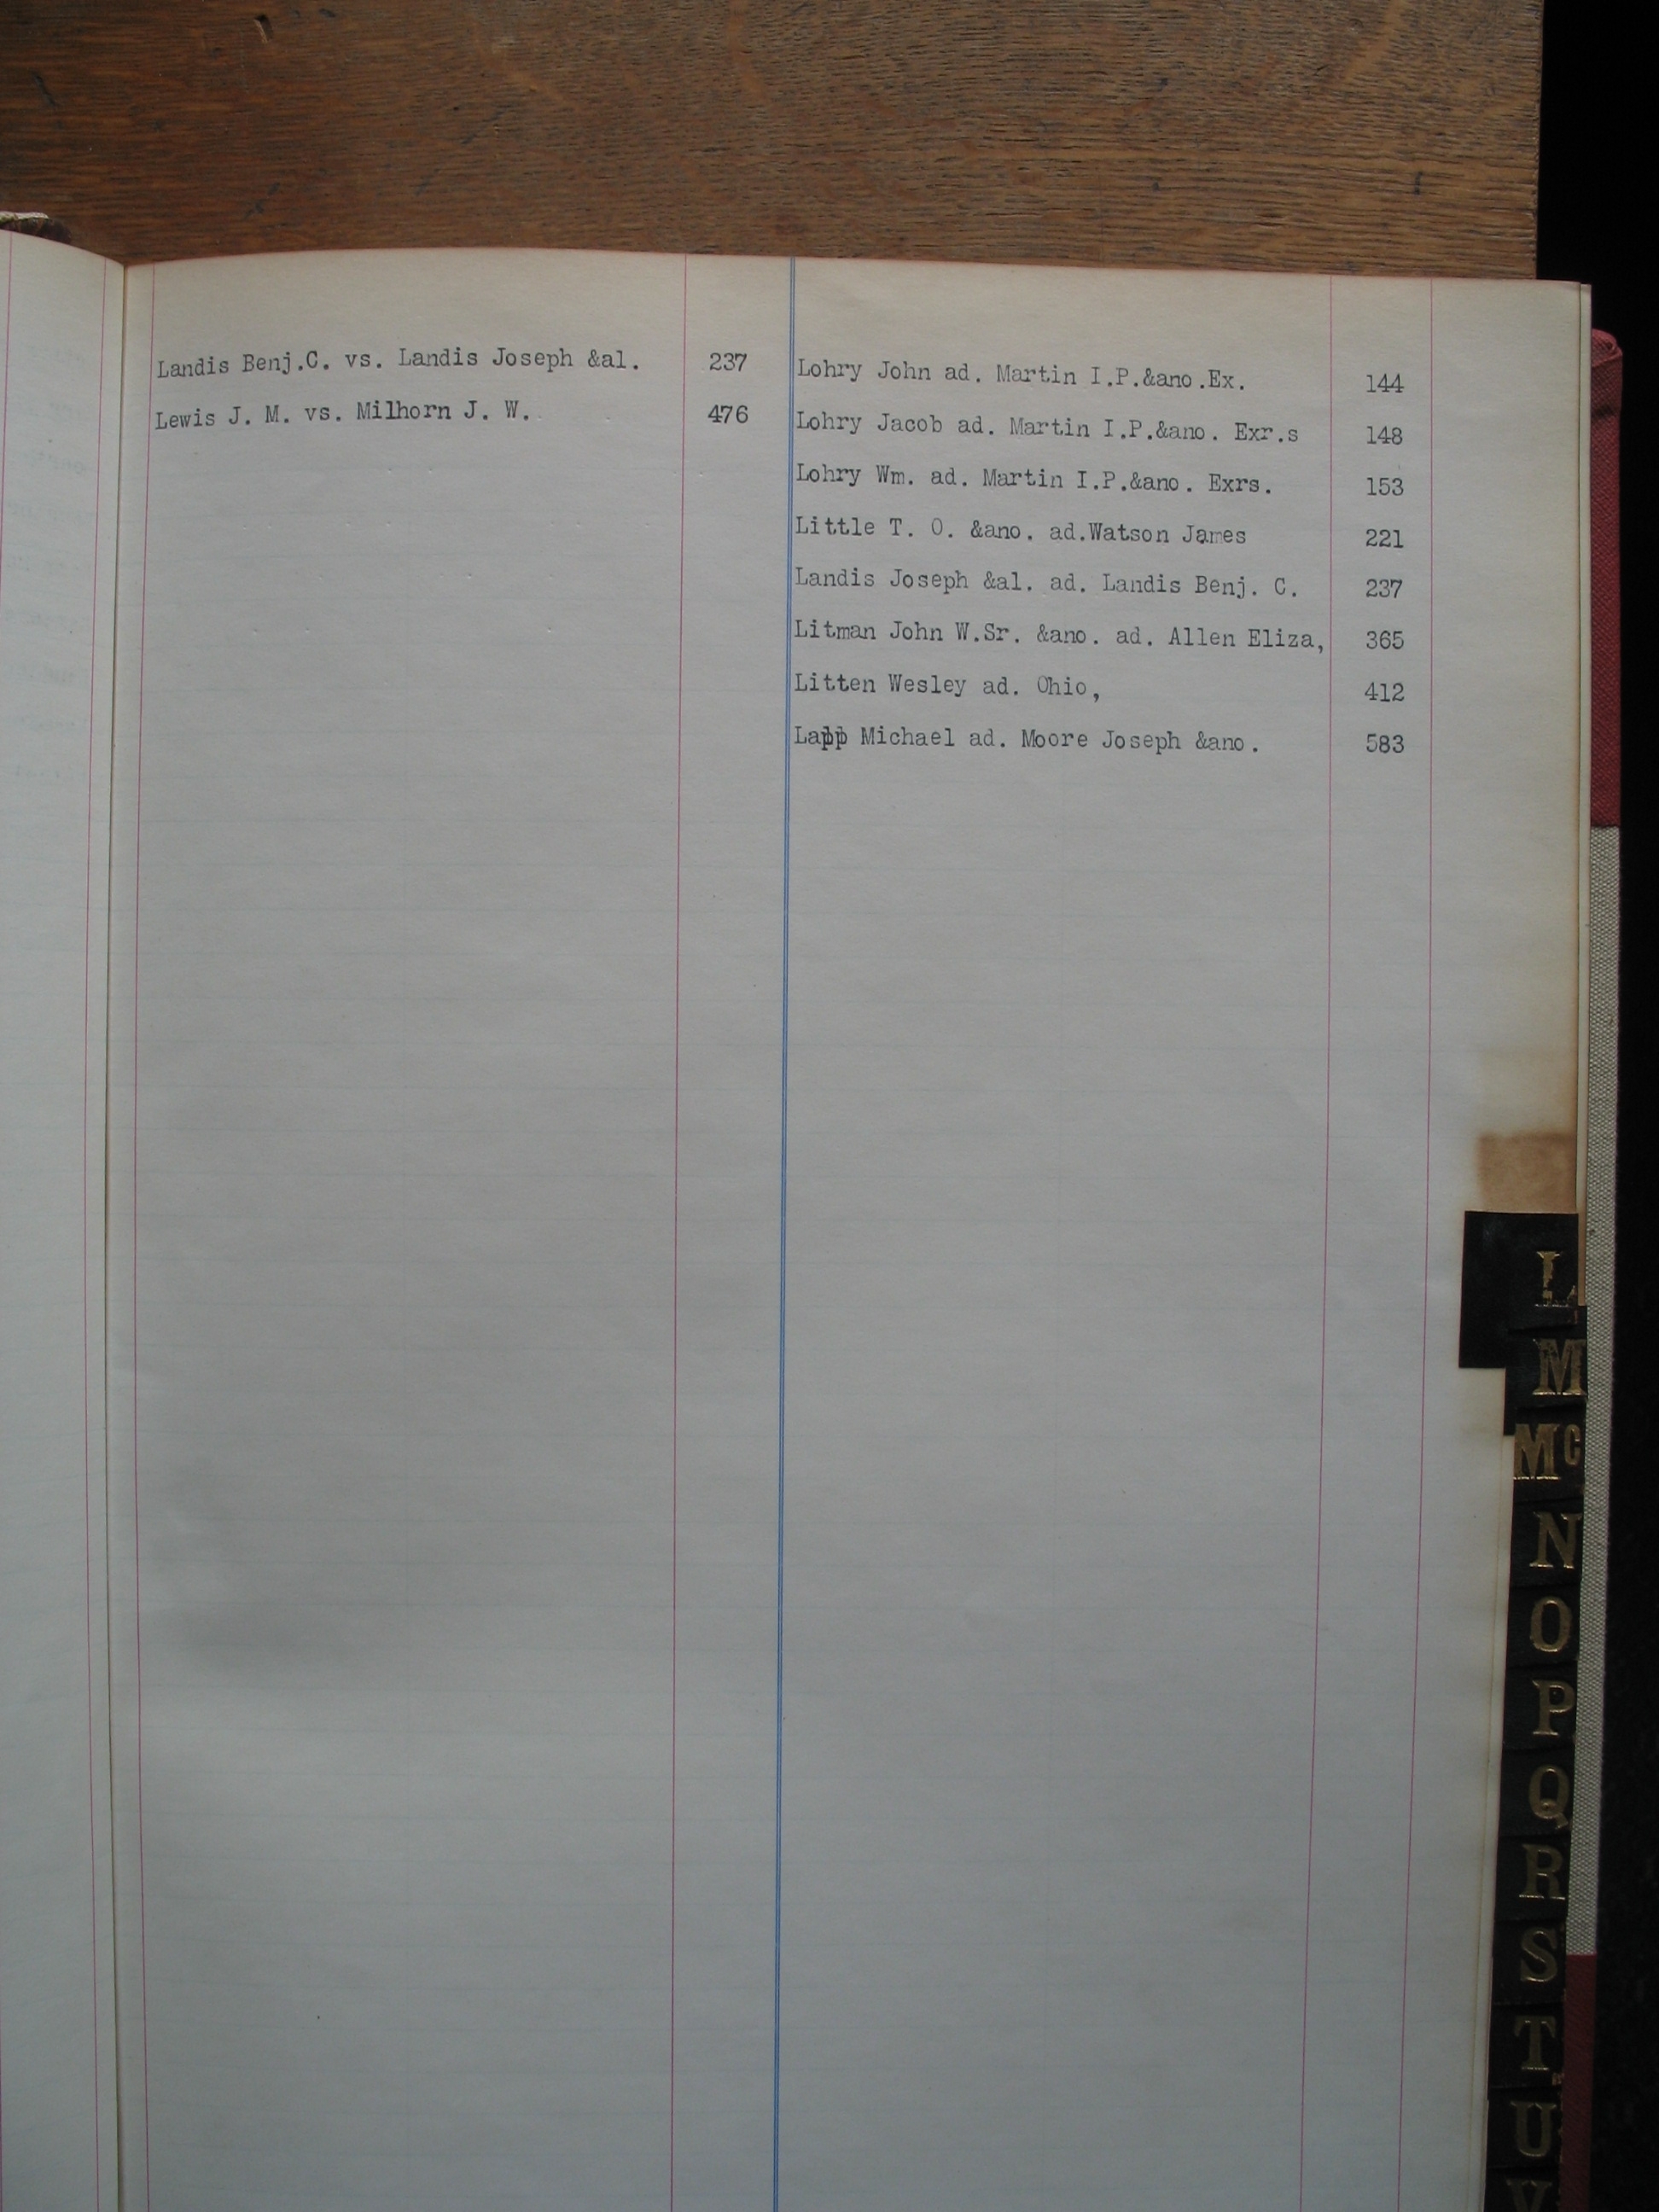 Landis Benj.C. vs. Landis Joseph &al. 237
Lewis J. M. vs. Milhorn J. W. 476
Lohry John ad. Martin I.P.&ano.Ex. 144
Lohry Jacob ad. Martin I.P.&ano. Exr.s 148
Lohry Wm. ad. Martin I.P.&ano. Exrs. 153
Little T. O. &ano. ad.Watson James 221
Landis Joseph &al. ad. Landis Benj. C. 237
Litman John W.Sr. &ano. ad. Allen Eliza, 365
Litten Wesley ad. Ohio, 412
Michael ad. Moore Joseph &ano. 583
L
M
Mc
N
O
P
Q
R
S
T
U
V